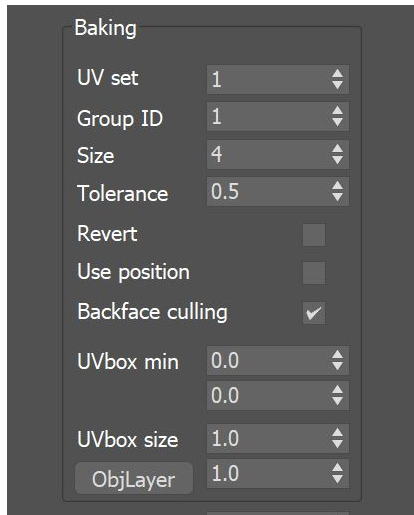 Baking
UV set 1
Group ID 1
Size 4
Tolerance 0.5
Revert
Use position
Backface culling
UVbox min 0.0
0.0
UVbox size 1.0
ObjLayer 1.0